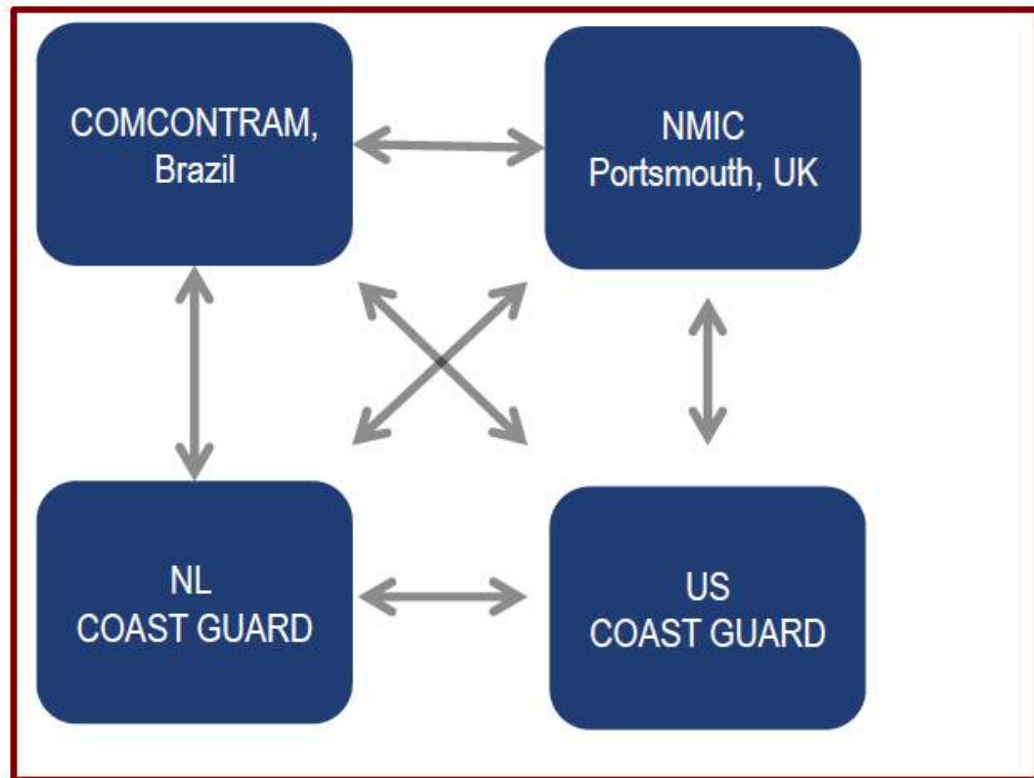 COMCONTRAM,
Brazil
NMIC
Portsmouth, UK
NL
COAST GUARD
US
COAST GUARD